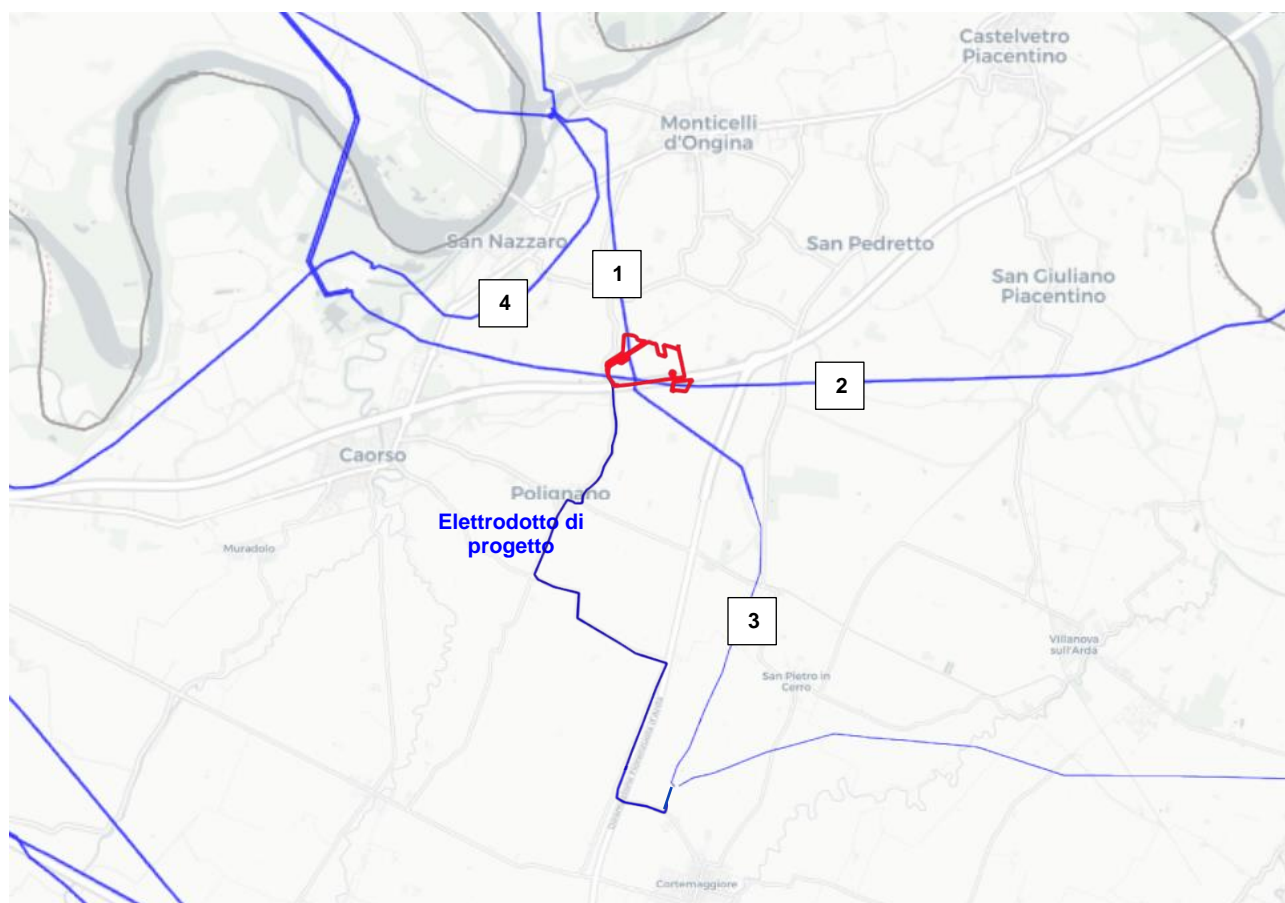 Castelvetro
Piacentino
Monticelli
d'Ongina
San Nazzaro
San Pedretto
1
San Giuliano
Piacentino
4
2
Caorso
Polignano
Elettrodotto di
progetto
Muradolo
3
Villanova
sull'Arda
San Pietro in
Cerro
Cortemaggiore